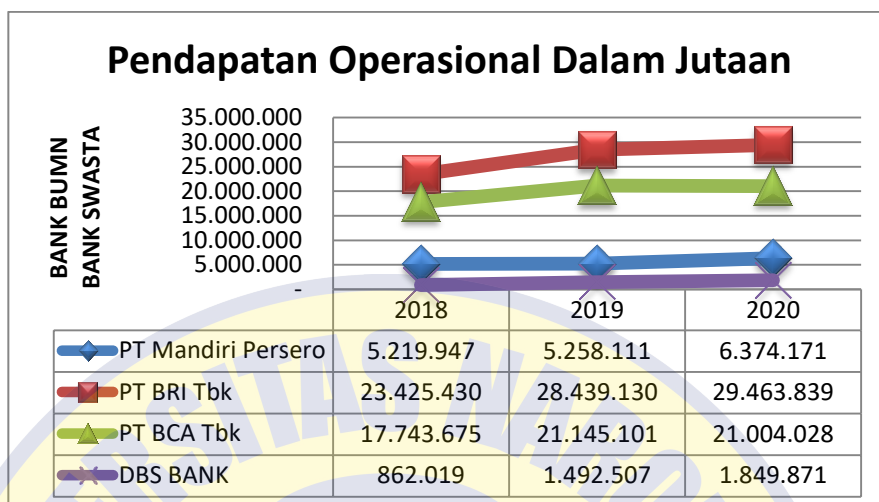 Pendapatan Operasional Dalam Jutaan
BANK BUMN
BANK SWASTA
35.000.000
30.000.000
25.000.000
20.000.000
15.000.000
10.000.000
5.000.000
-
2018 2019 2020
PT Mandiri Persero 5.219.947 5.258.111 6.374.171
PT BRI Tbk 23.425.430 28.439.130 29.463.839
PT BCA Tbk 17.743.675 21.145.101 21.004.028
DBS BANK 862.019 1.492.507 1.849.871